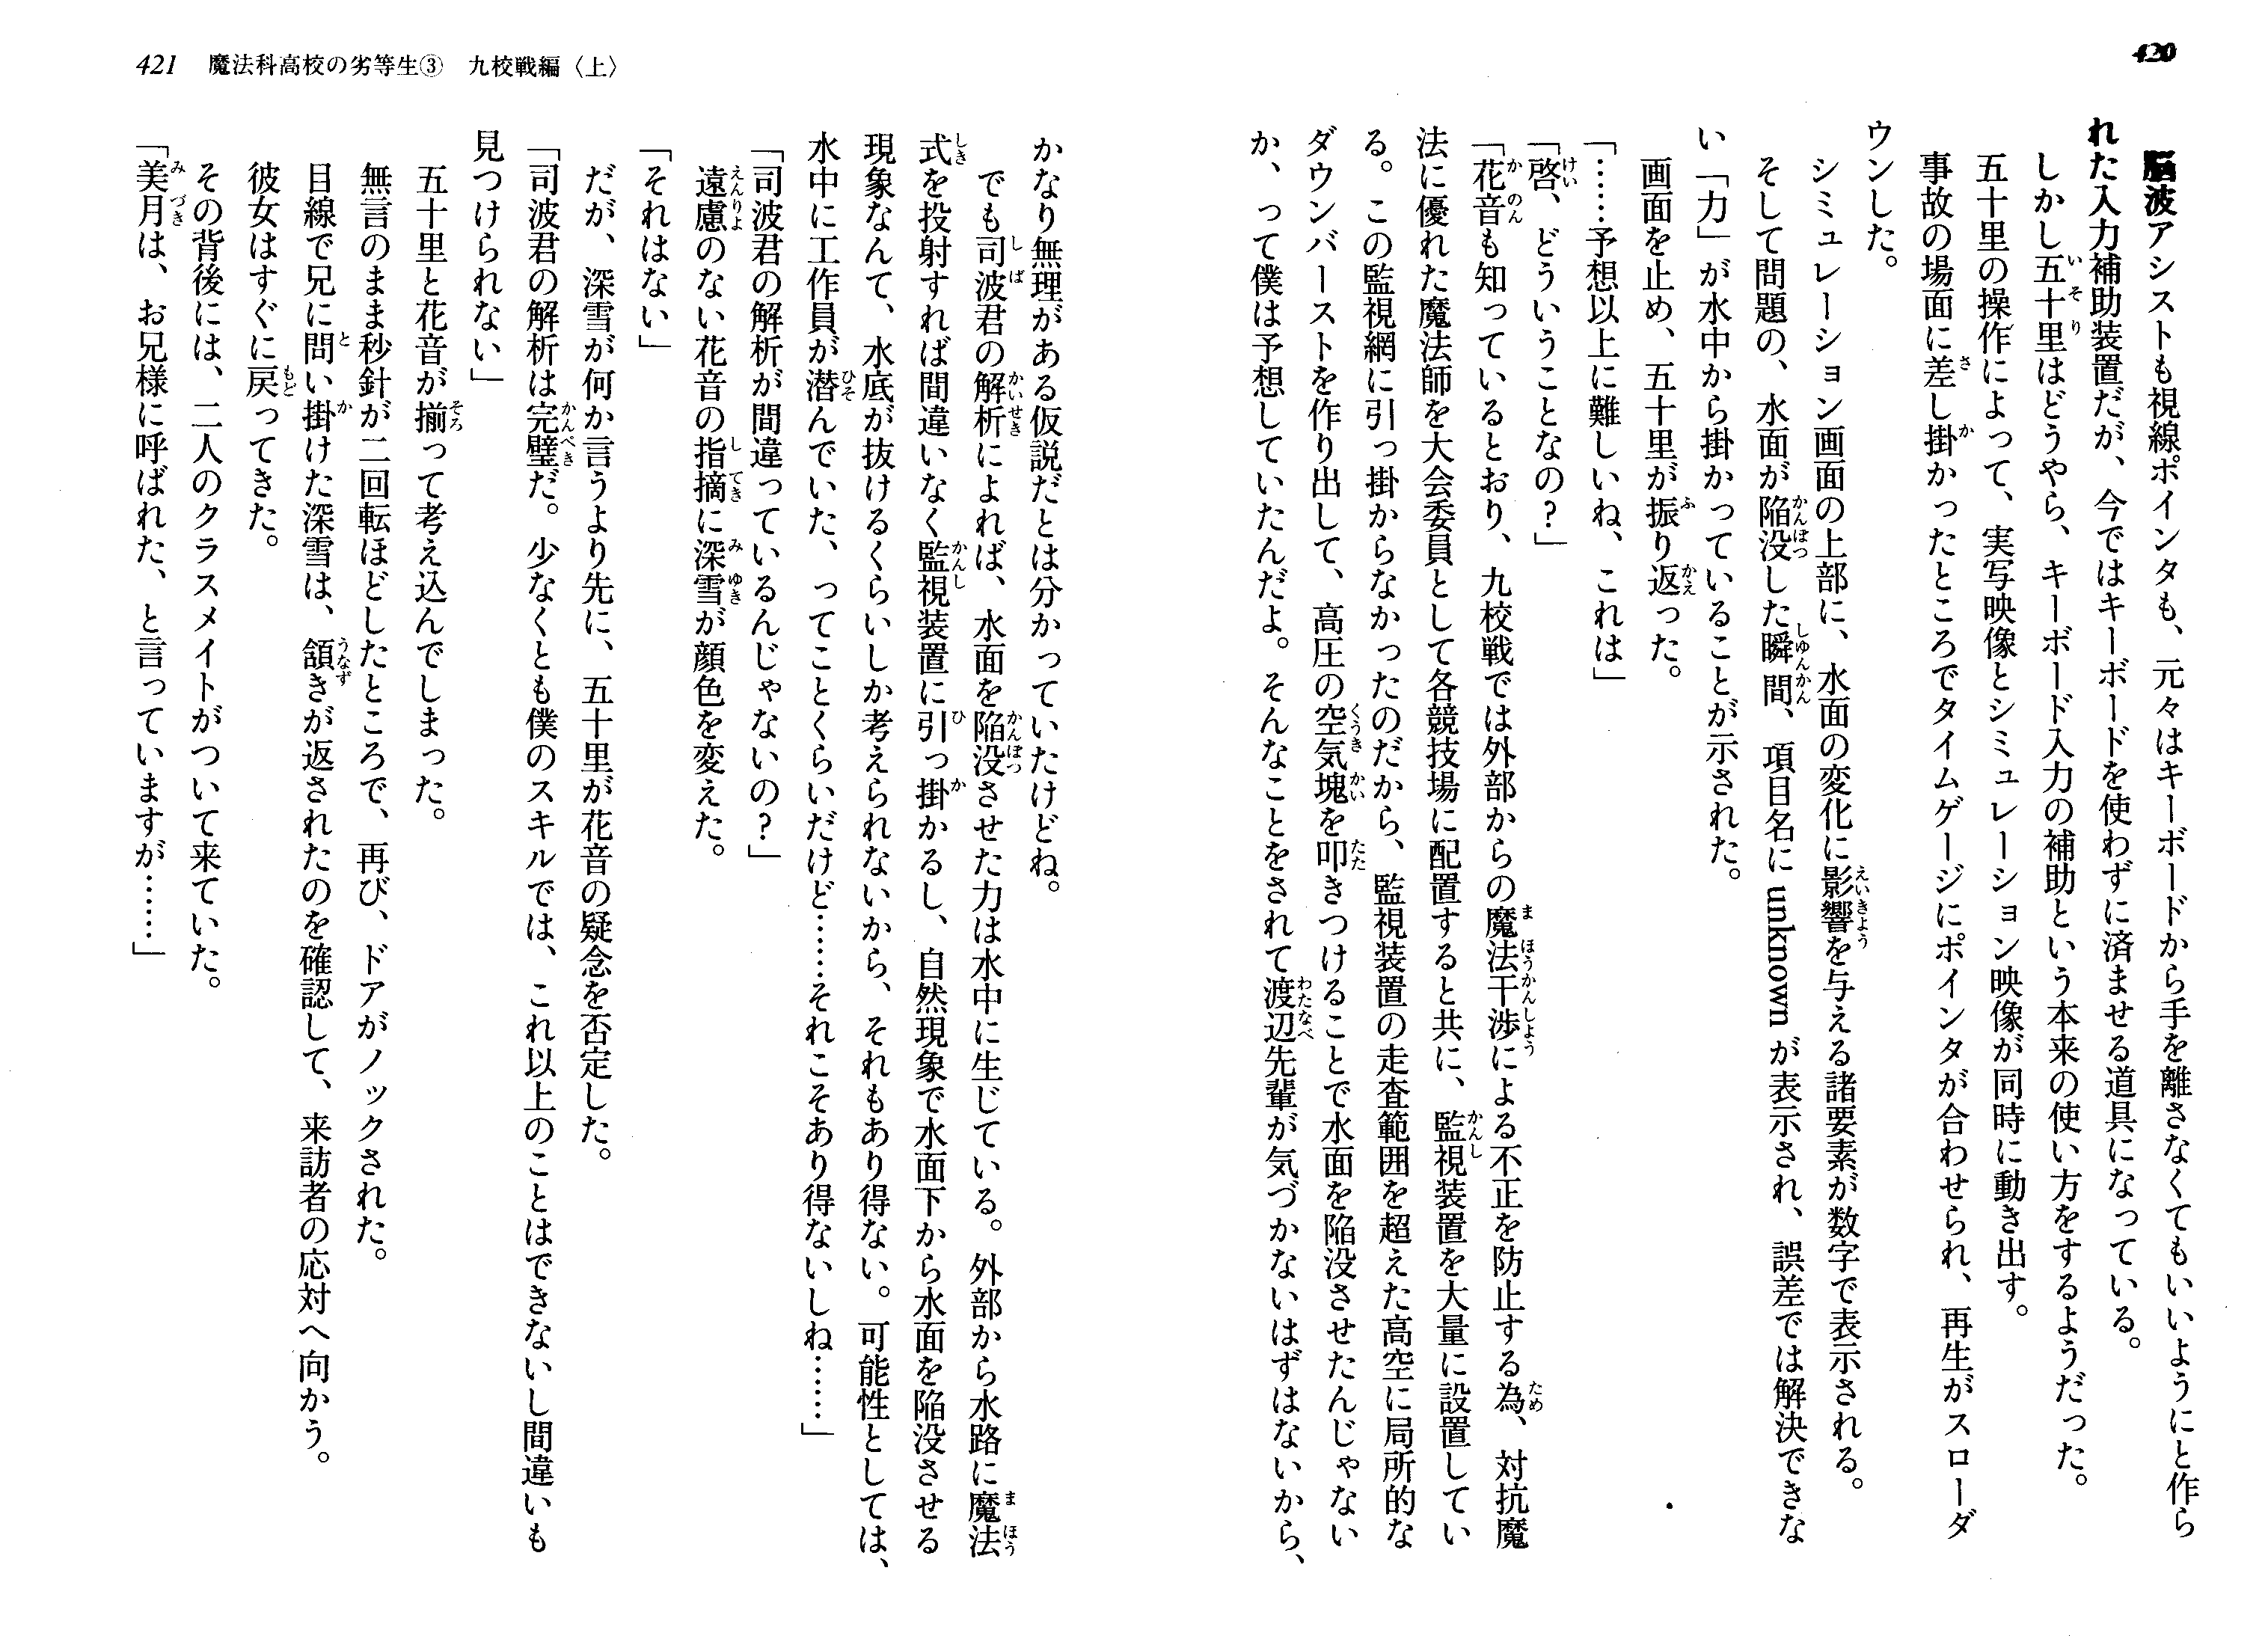 420
脳波アシストも視線ポインタも、元々はキーボードから手を離さなくてもいいようにと作ら
れた入力補助装置だが、今ではキーボードを使わずに済ませる道具になっている。
しかし五十里はどうやら、キーボード入力の補助という本来の使い方をするようだった。
五十里の操作によって、実写映像とシミュレーション映像が同時に動き出す。
事故の場面に差し掛かったところでタイムゲージにポインタが合わせられ、再生がスローダ
ウンした。
シミュレーション画面の上部に、水面の変化に影響を与える諸要素が数字で表示される。
そして問題の、水面が陥没した瞬間、項目名に unknown が表示され、誤差では解決できな
い「力」が水中から掛かっていることが示された。
画面を止め、五十里が振り返った。
「……予想以上に難しいね、これは」
「啓、どういうことなの？」
「花音も知っているとおり、九校戦では外部からの魔法干渉による不正を防止する為、対抗魔
法に優れた魔法師を大会委員として各競技場に配置すると共に、監視装置を大量に設置してい
る。この監視網に引っ掛からなかったのだから、監視装置の走査範囲を超えた高空に局所的な
ダウンバーストを作り出して、高圧の空気塊を叩きつけることで水面を陥没させたんじゃない
か、って僕は予想していたんだよ。そんなことをされて渡辺先輩が気づかないはずはないから、
421 魔法科高校の劣等生③ 九校戦編〈上〉
かなり無理がある仮説だとは分かっていたけどね。
でも司波君の解析によれば、水面を陥没させた力は水中に生じている。外部から水路に魔法
式を投射すれば間違いなく監視装置に引っ掛かるし、自然現象で水面下から水面を陥没させる
現象なんて、水底が抜けるくらいしか考えられないから、それもあり得ない。可能性としては、
水中に工作員が潜んでいた、ってことくらいだけど……それこそあり得ないしね……」
「司波君の解析が間違っているんじゃないの？」
遠慮のない花音の指摘に深雪が顔色を変えた。
「それはない」
だが、深雪が何か言うより先に、五十里が花音の疑念を否定した。
「司波君の解析は完璧だ。少なくとも僕のスキルでは、これ以上のことはできないし間違いも
見つけられない」
五十里と花音が揃って考え込んでしまった。
無言のまま秒針が二回転ほどしたところで、再び、ドアがノックされた。
目線で兄に問い掛けた深雪は、頷きが返されたのを確認して、来訪者の応対へ向かう。
彼女はすぐに戻ってきた。
その背後には、二人のクラスメイトがついて来ていた。
「美月は、お兄様に呼ばれた、と言っていますが……」